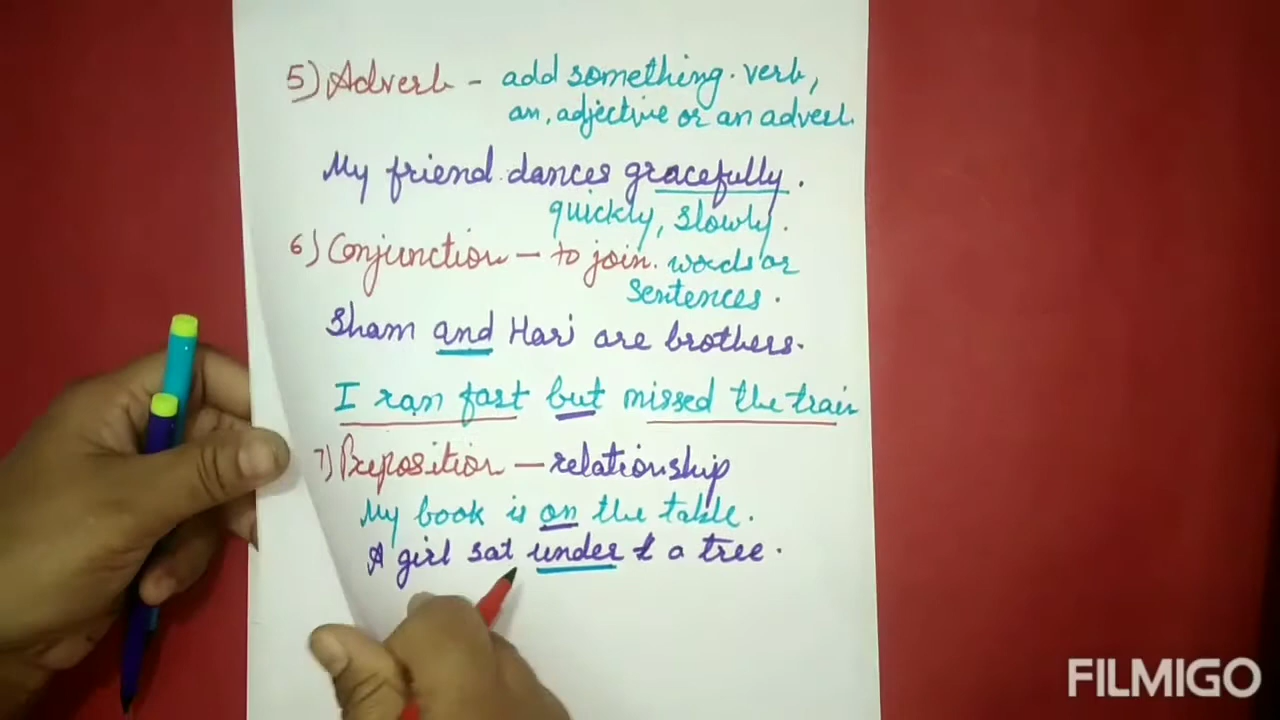 5) Adverb - add something. verb,
an, adjective or an adverb.
My friend dances gracefully.
quickly, slowly.
6) Conjunction - to join. words or
sentences.
Sham and Hari are brothers.
I ran fast but missed the train
7) Preposition - relationship
My book is on the table.
A girl sat under t a tree.
FILMIGO